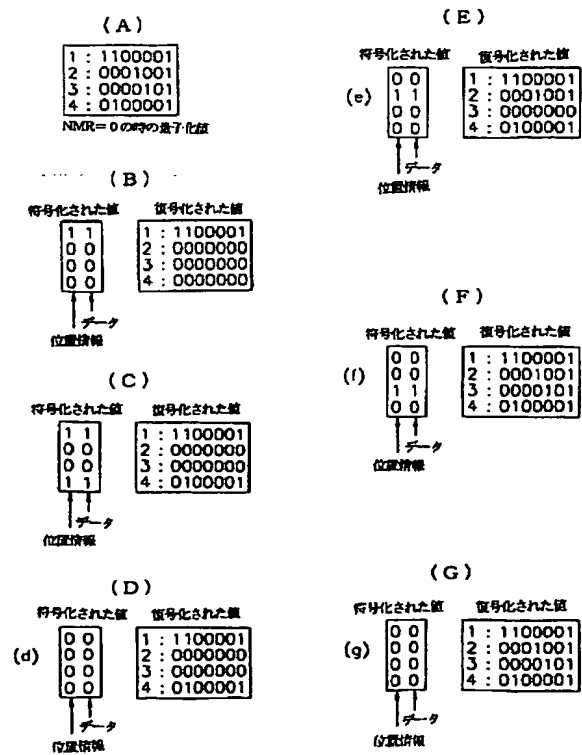 (A)
1 : 1100001
2 : 0001001
3 : 0000101
4 : 0100001
NMR=0の時の量子化値
(B)
符号化された値 復号化された値
1 1
0 0
0 0
0 0
1 : 1100001
2 : 0000000
3 : 0000000
4 : 0000000
データ
位置情報
(C)
符号化された値 復号化された値
1 1
0 0
0 0
1 1
1 : 1100001
2 : 0000000
3 : 0000000
4 : 0100001
データ
位置情報
(D)
符号化された値 復号化された値
(d)
0 0
0 0
0 0
0 0
1 : 1100001
2 : 0000000
3 : 0000000
4 : 0100001
データ
位置情報
(E)
符号化された値 復号化された値
(e)
0 0
1 1
0 0
0 0
1 : 1100001
2 : 0001001
3 : 0000000
4 : 0100001
データ
位置情報
(F)
符号化された値 復号化された値
(f)
0 0
0 0
1 1
0 0
1 : 1100001
2 : 0001001
3 : 0000101
4 : 0100001
データ
位置情報
(G)
符号化された値 復号化された値
(g)
0 0
0 0
0 0
0 0
1 : 1100001
2 : 0001001
3 : 0000101
4 : 0100001
データ
位置情報